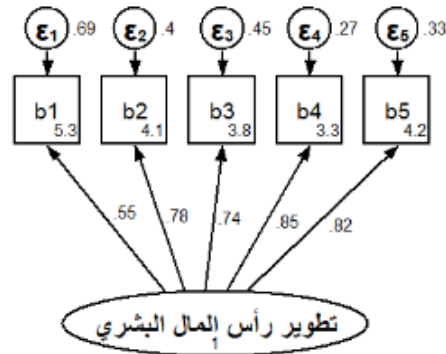 ε1 .69 ε2 .4 ε3 .45 ε4 .27 ε5 .33
b1 b2 b3 b4 b5
5.3 4.1 3.8 3.3 4.2
.55 .78 .74 .85 .82
تطوير رأس المال البشري
1